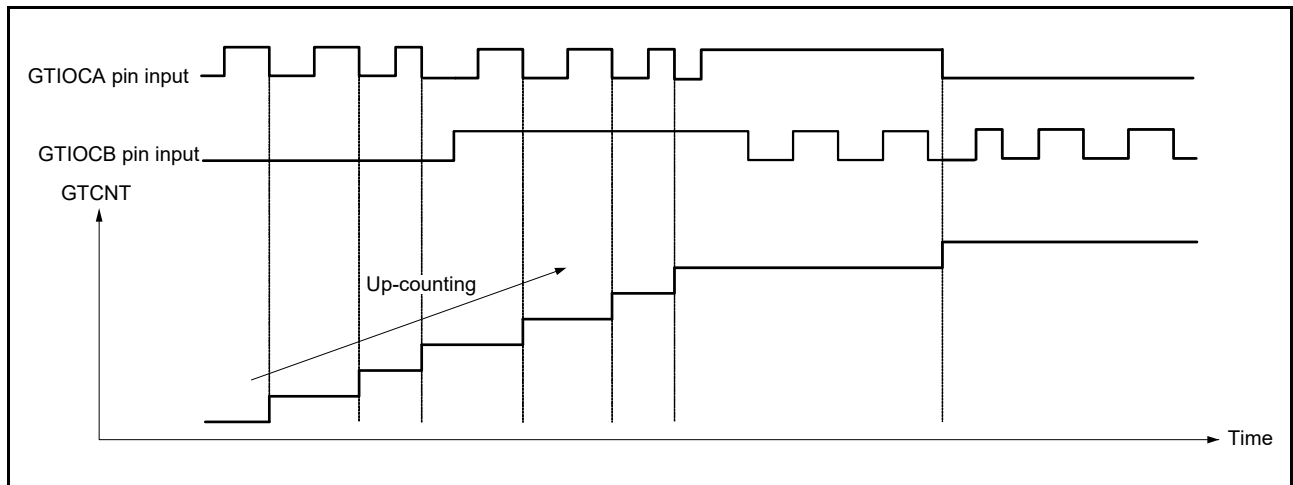 GTIOCA pin input
GTIOCB pin input
GTCNT
Up-counting
Time